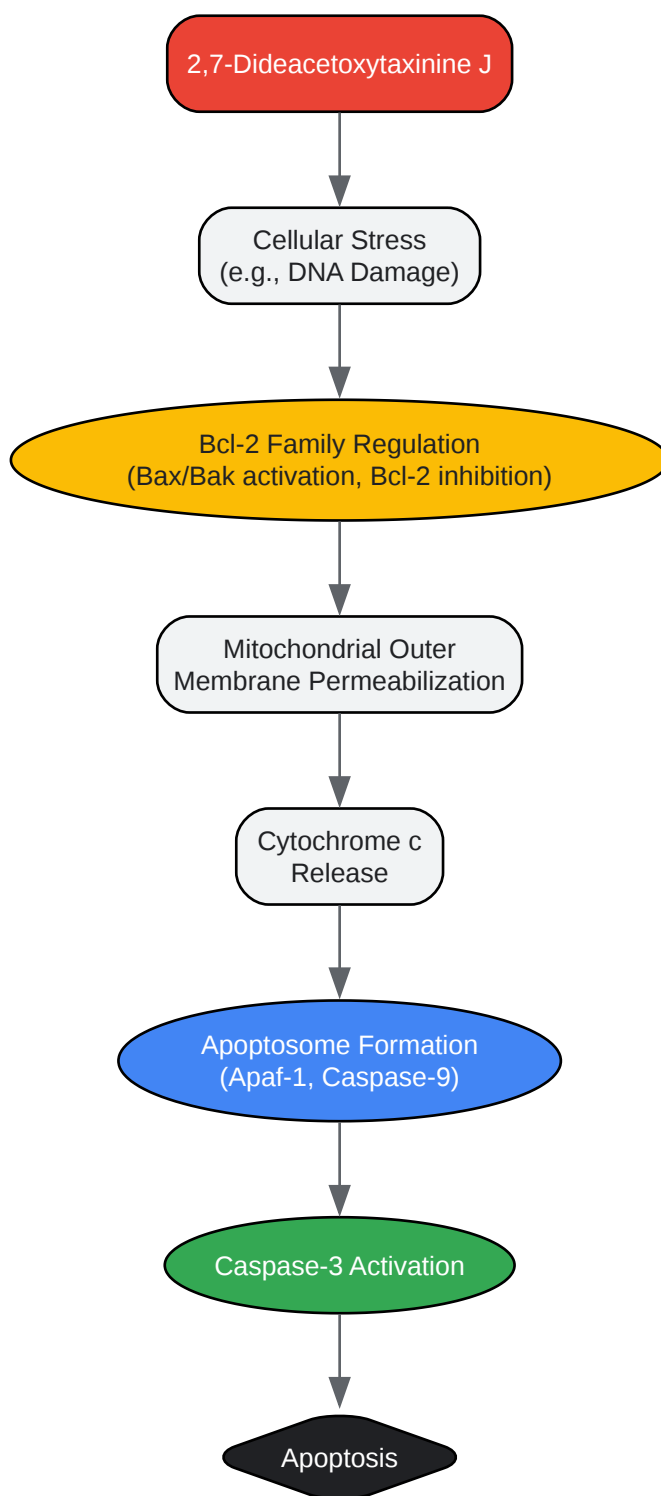 2,7-Dideacetoxytaxinine J
Cellular Stress
(e.g., DNA Damage)
Bcl-2 Family Regulation
(Bax/Bak activation, Bcl-2 inhibition)
Mitochondrial Outer
Membrane Permeabilization
Cytochrome c
Release
Apoptosome Formation
(Apaf-1, Caspase-9)
Caspase-3 Activation
Apoptosis